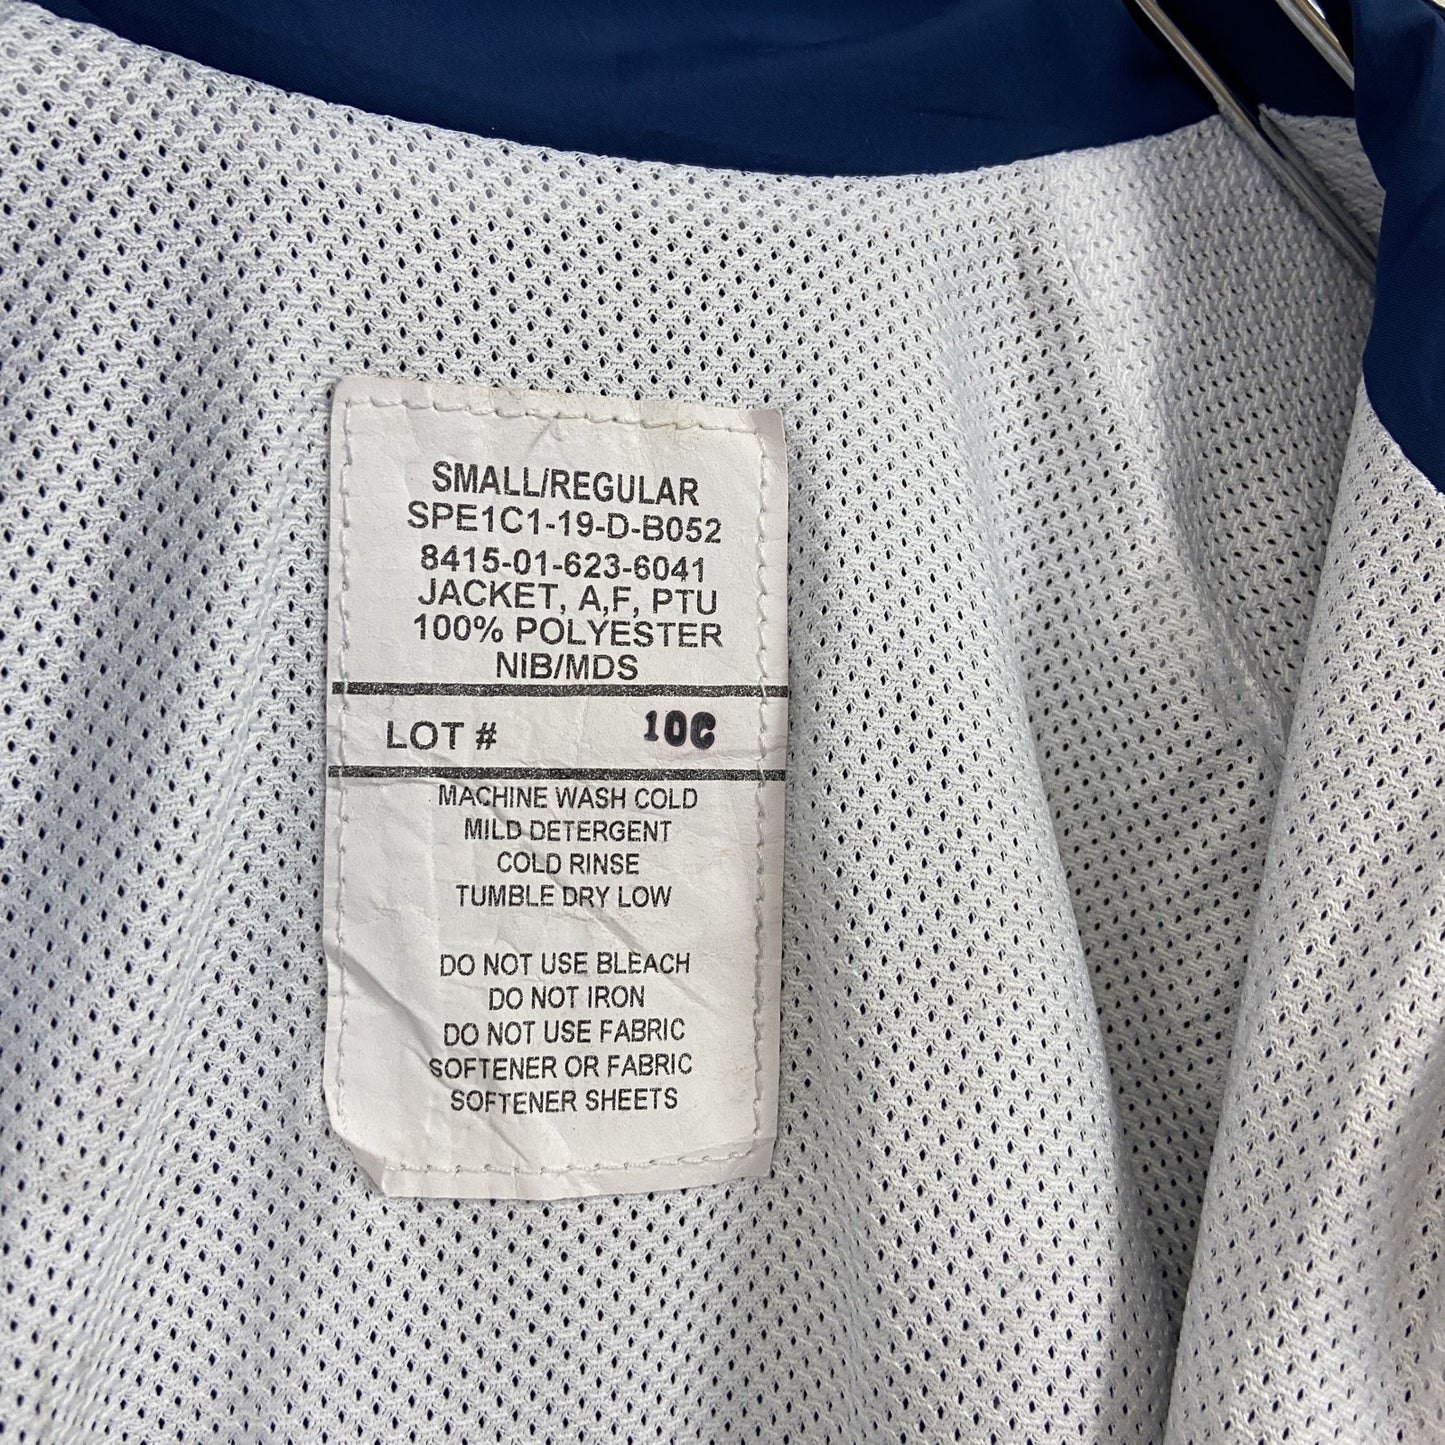 SMALL/REGULAR
SPE1C1-19-D-B052
8415-01-623-6041
JACKET, A,F, PTU
100% POLYESTER
NIB/MDS
LOT # 10C
MACHINE WASH COLD
MILD DETERGENT
COLD RINSE
TUMBLE DRY LOW
DO NOT USE BLEACH
DO NOT IRON
DO NOT USE FABRIC
SOFTENER OR FABRIC
SOFTENER SHEETS